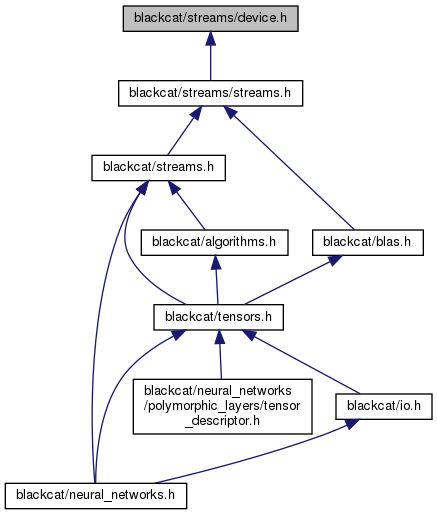 blackcat/streams/device.h
blackcat/streams/streams.h
blackcat/streams.h
blackcat/algorithms.h
blackcat/blas.h
blackcat/tensors.h
blackcat/neural_networks
/polymorphic_layers/tensor
_descriptor.h
blackcat/io.h
blackcat/neural_networks.h